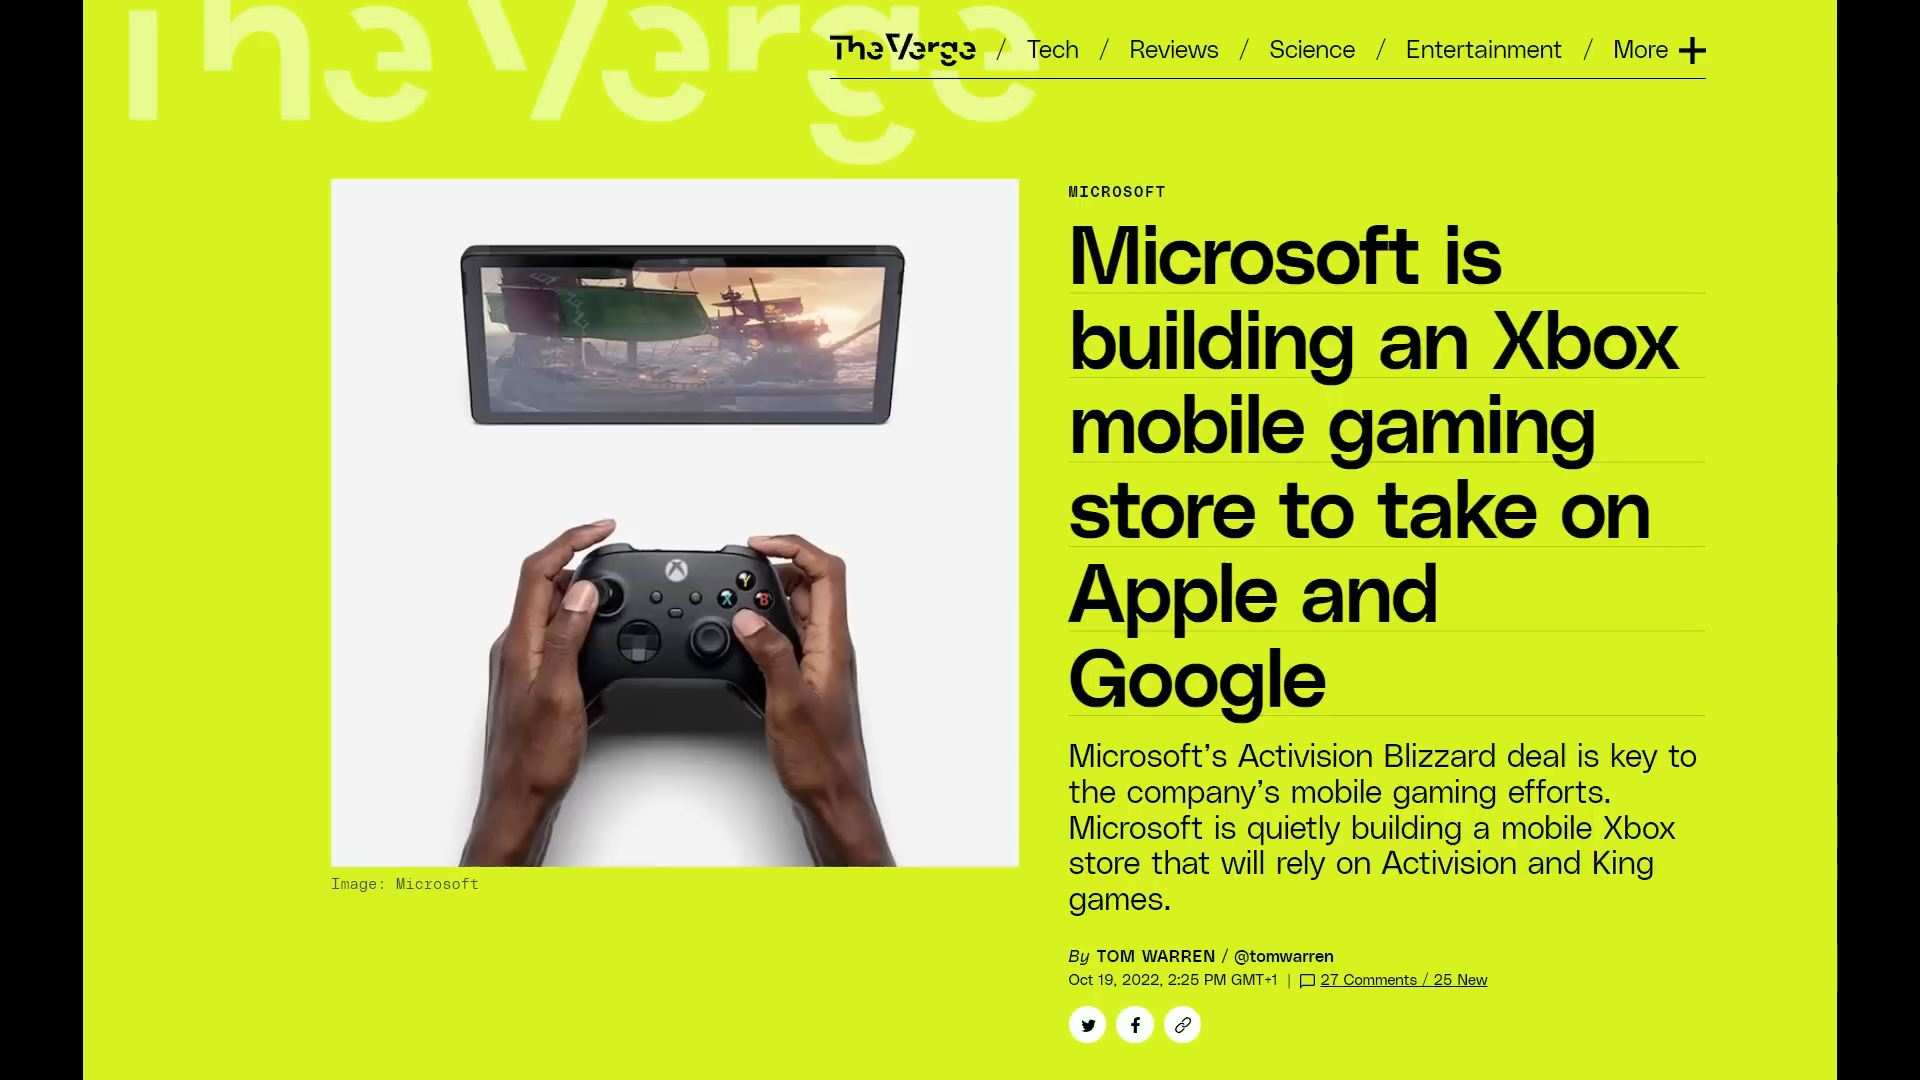 The Verge
The Verge / Tech / Reviews / Science / Entertainment / More +
MICROSOFT
Microsoft is
building an Xbox
mobile gaming
store to take on
Apple and
Google
Microsoft’s Activision Blizzard deal is key to
the company’s mobile gaming efforts.
Microsoft is quietly building a mobile Xbox
store that will rely on Activision and King
games.
By TOM WARREN / @tomwarren
Oct 19, 2022, 2:25 PM GMT+1 | 27 Comments / 25 New
Y
X B
Image: Microsoft